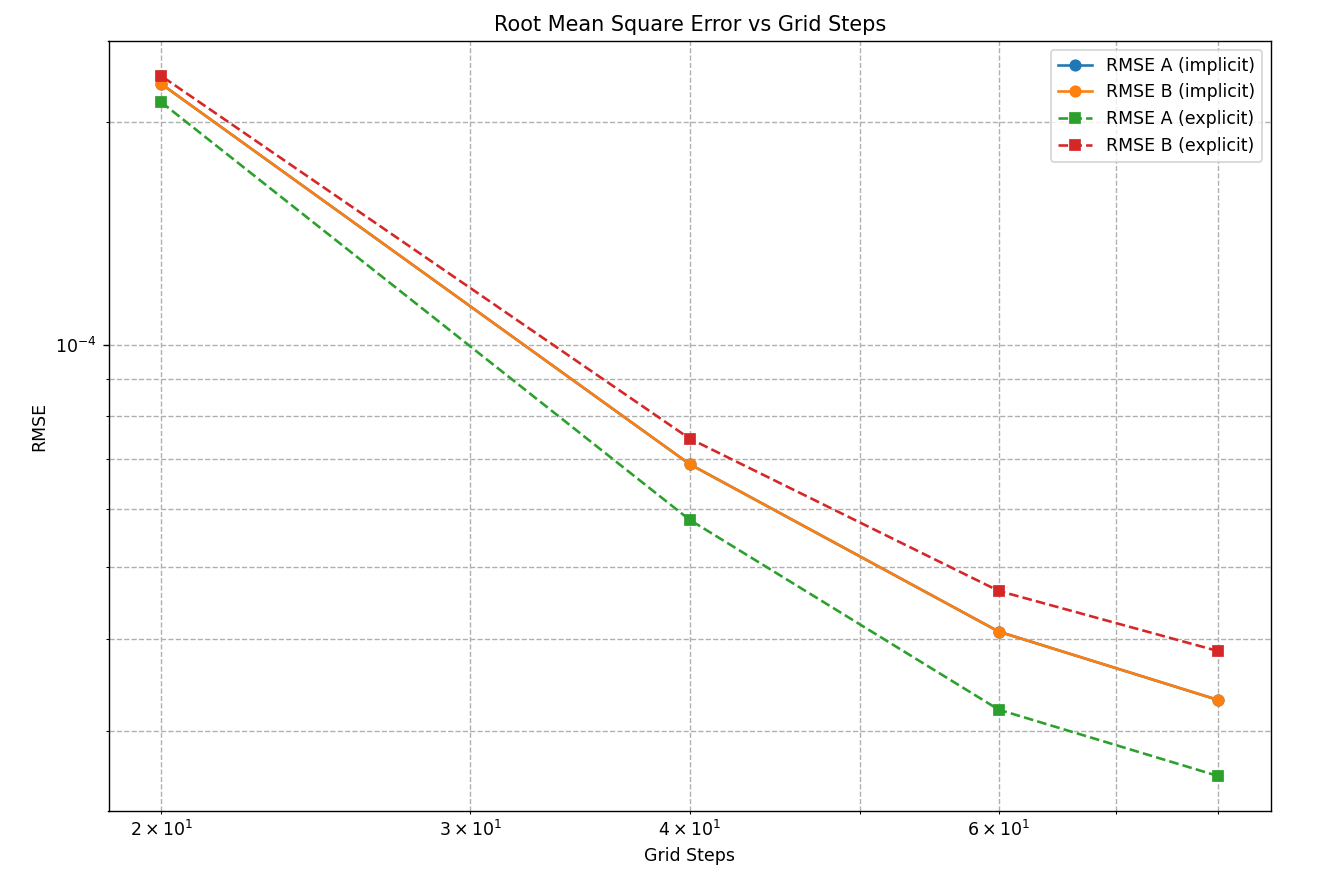 Root Mean Square Error vs Grid Steps
RMSE A (implicit)
RMSE B (implicit)
RMSE A (explicit)
RMSE B (explicit)
10⁻⁴
RMSE
2 × 10¹
3 × 10¹
4 × 10¹
6 × 10¹
Grid Steps